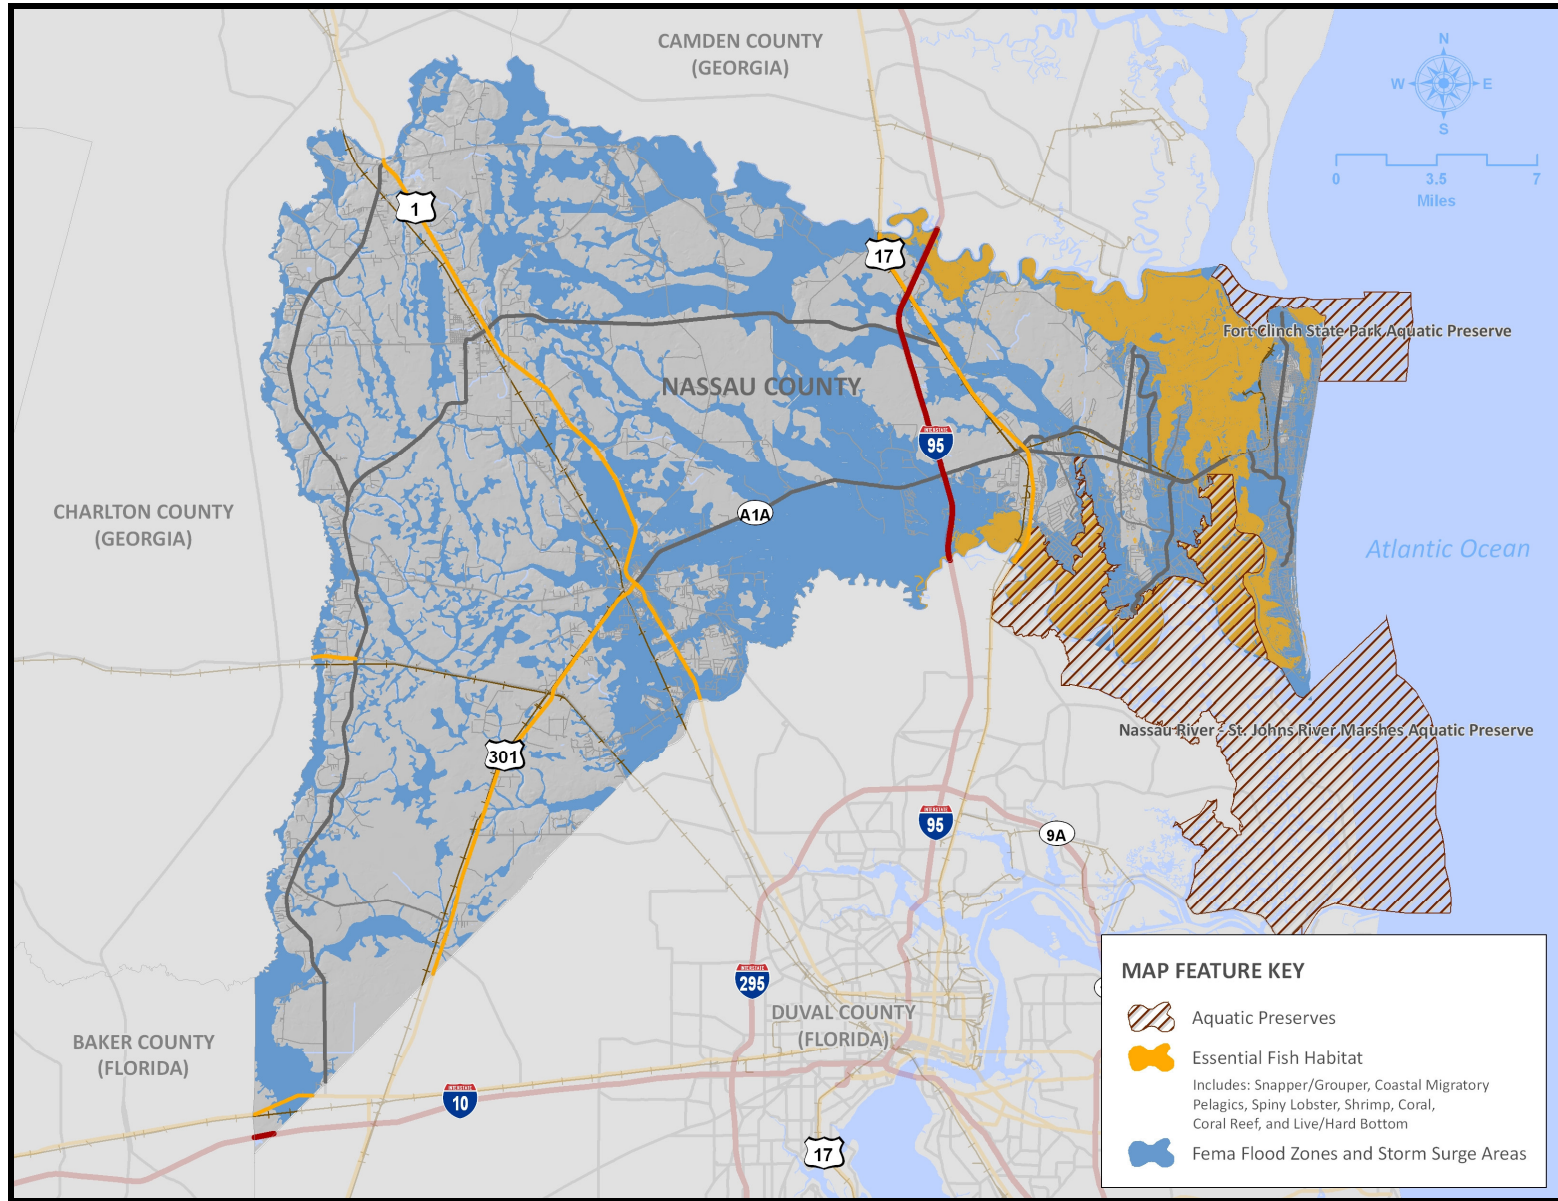 CAMDEN COUNTY
(GEORGIA)
N
W
E
S
0
3.5
7
Miles
1
17
Fort Clinch State Park Aquatic Preserve
NASSAU COUNTY
INTERSTATE
95
A1A
CHARLTON COUNTY
(GEORGIA)
Atlantic Ocean
Nassau River - St. Johns River Marshes Aquatic Preserve
301
INTERSTATE
95
9A
INTERSTATE
295
DUVAL COUNTY
(FLORIDA)
BAKER COUNTY
(FLORIDA)
INTERSTATE
10
17
MAP FEATURE KEY
Aquatic Preserves
Essential Fish Habitat
Includes: Snapper/Grouper, Coastal Migratory
Pelagics, Spiny Lobster, Shrimp, Coral,
Coral Reef, and Live/Hard Bottom
Fema Flood Zones and Storm Surge Areas